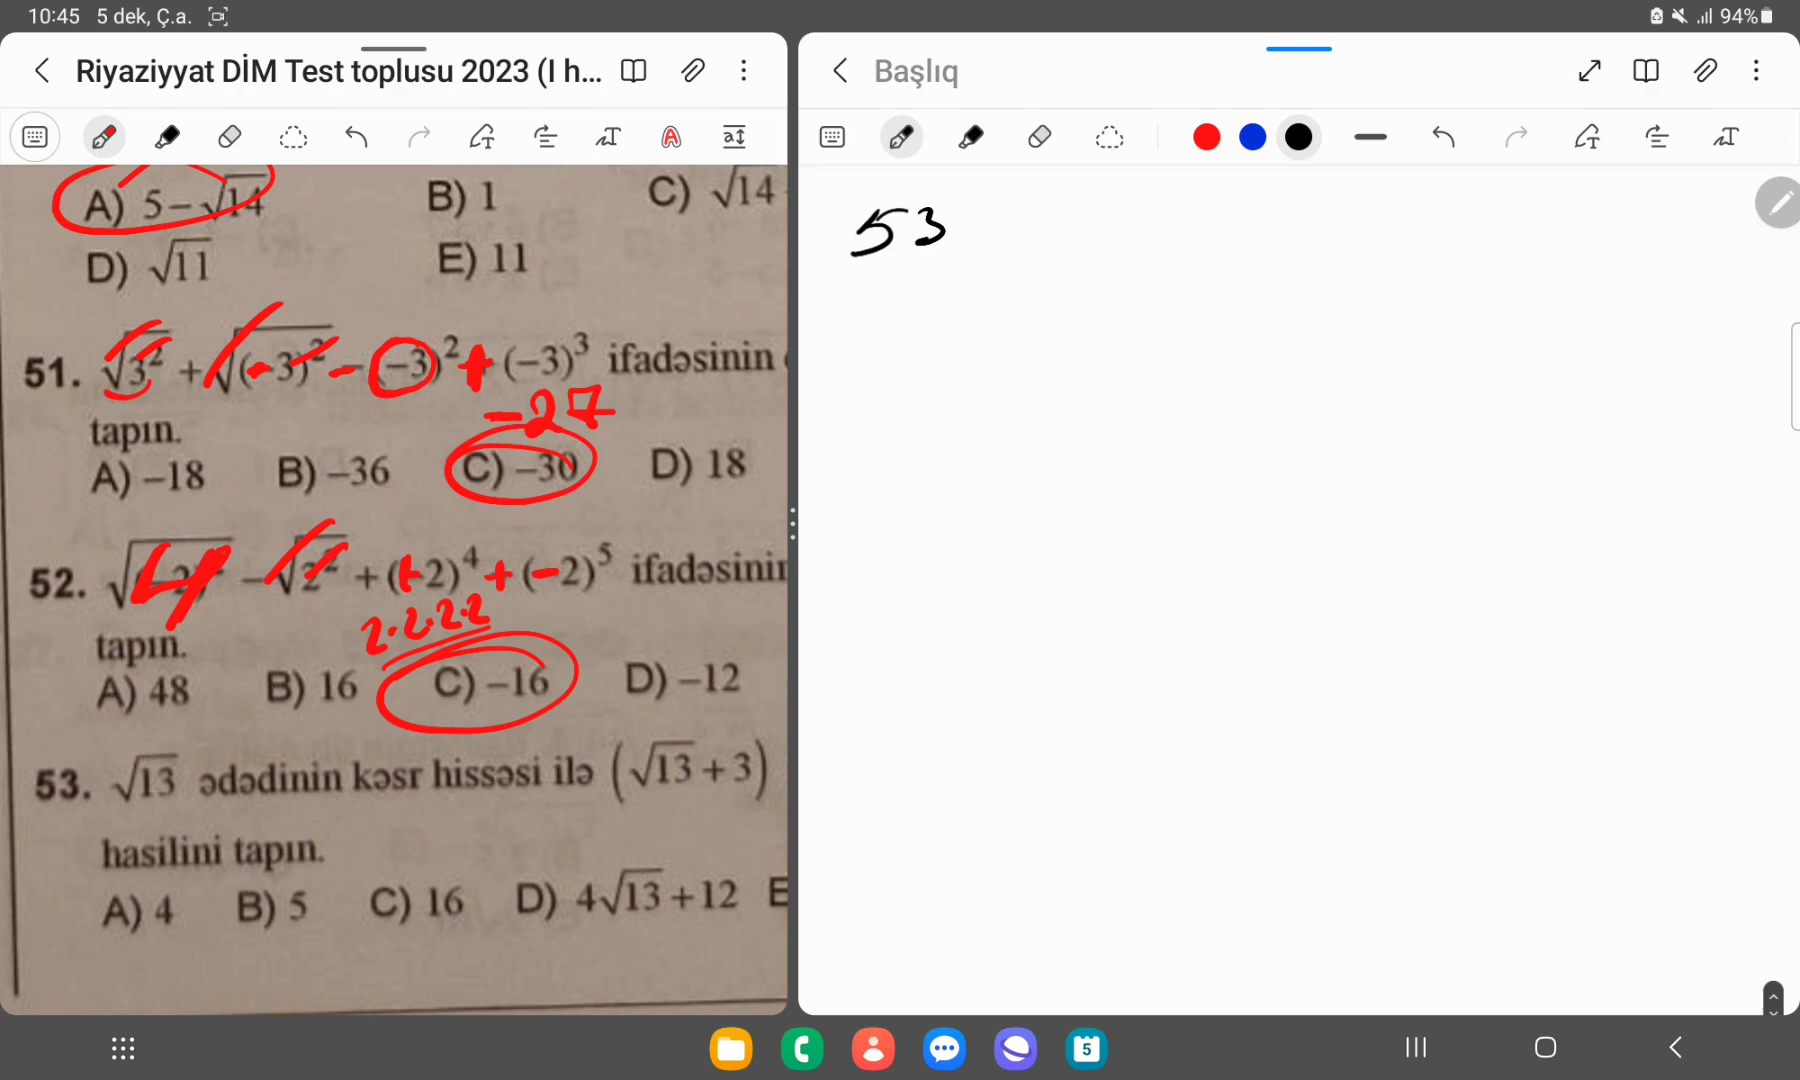 10:45 5 dek, Ç.a. 94%
Riyaziyyat DİM Test toplusu 2023 (I h...
A) 5−√14 B) 1 C) √14
D) √11 E) 11
51. √3² + √(−3)² − (−3)² + (−3)³ ifadəsinin
−27
tapın.
A) −18 B) −36 C) −30 D) 18
52. 4 − √2² + (−2)⁴ + (−2)⁵ ifadəsinin
2·2·2·2
tapın.
A) 48 B) 16 C) −16 D) −12
53. √13 ədədinin kəsr hissəsi ilə (√13 + 3)
hasilini tapın.
A) 4 B) 5 C) 16 D) 4√13 + 12 E
Başlıq
53
5